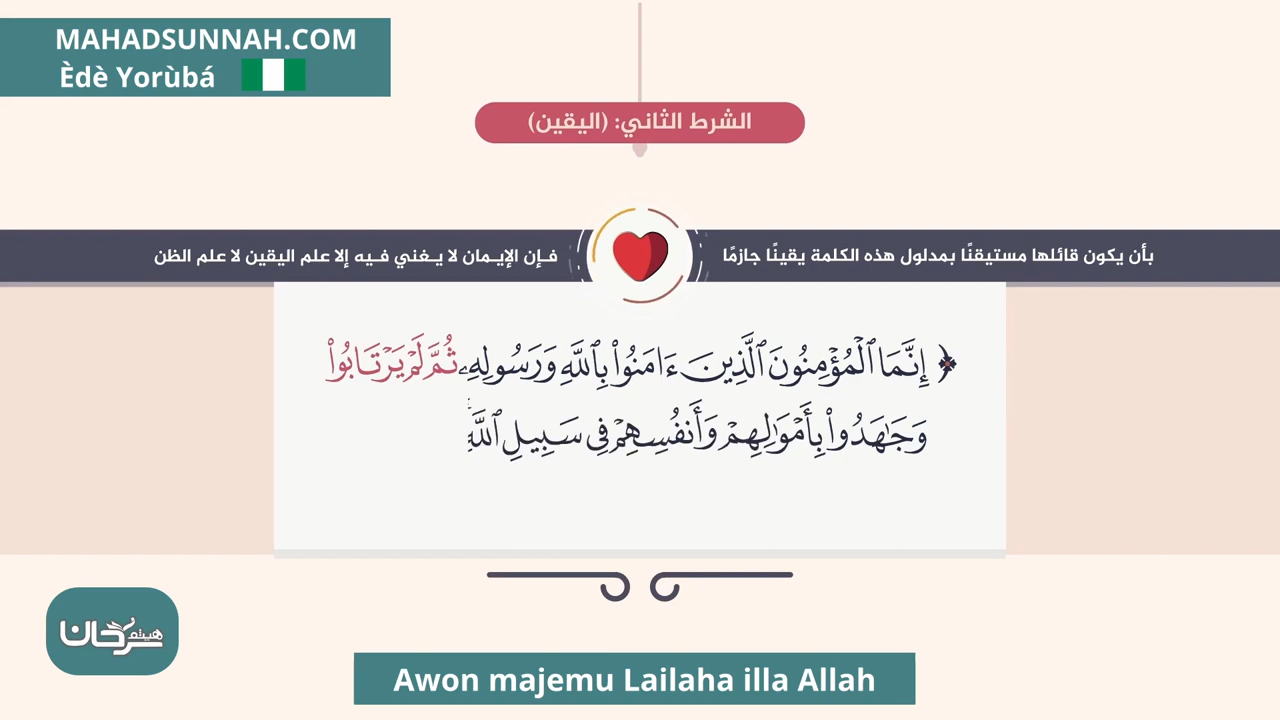 MAHADSUNNAH.COM
Èdè Yorùbá
الشرط الثاني: (اليقين)
بأن يكون قائلها مستيقنًا بمدلول هذه الكلمة يقينًا جازمًا
فإن الإيمان لا يغني فيه إلا علم اليقين لا علم الظن
﴿ إِنَّمَا ٱلْمُؤْمِنُونَ ٱلَّذِينَ ءَامَنُوا۟ بِٱللَّهِ وَرَسُولِهِۦ ثُمَّ لَمْ يَرْتَابُوا۟
وَجَٰهَدُوا۟ بِأَمْوَٰلِهِمْ وَأَنفُسِهِمْ فِى سَبِيلِ ٱللَّهِ
هيثم
سرحان
Awon majemu Lailaha illa Allah